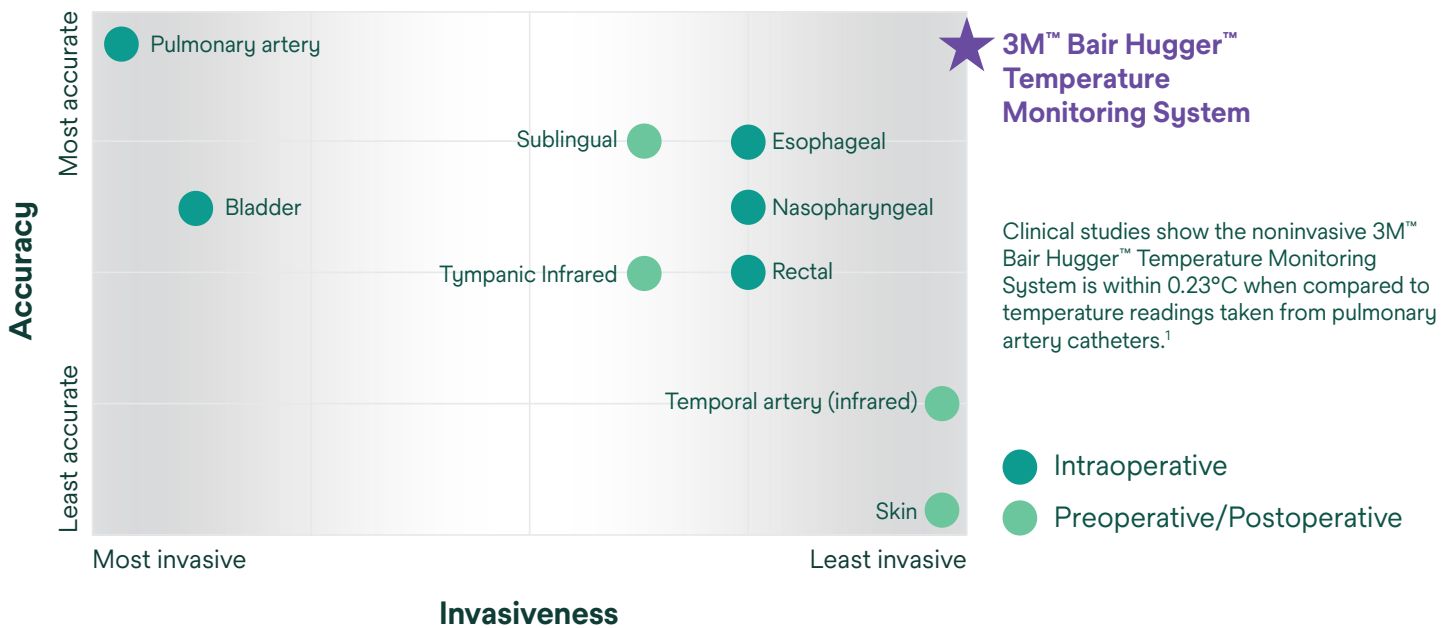 Most accurate
Pulmonary artery
3M™ Bair Hugger™
Temperature
Monitoring System
Sublingual
Esophageal
Bladder
Nasopharyngeal
Accuracy
Tympanic Infrared
Rectal
Clinical studies show the noninvasive 3M™
Bair Hugger™ Temperature Monitoring
System is within 0.23°C when compared to
temperature readings taken from pulmonary
artery catheters.¹
Least accurate
Temporal artery (infrared)
Skin
Intraoperative
Preoperative/Postoperative
Most invasive
Least invasive
Invasiveness